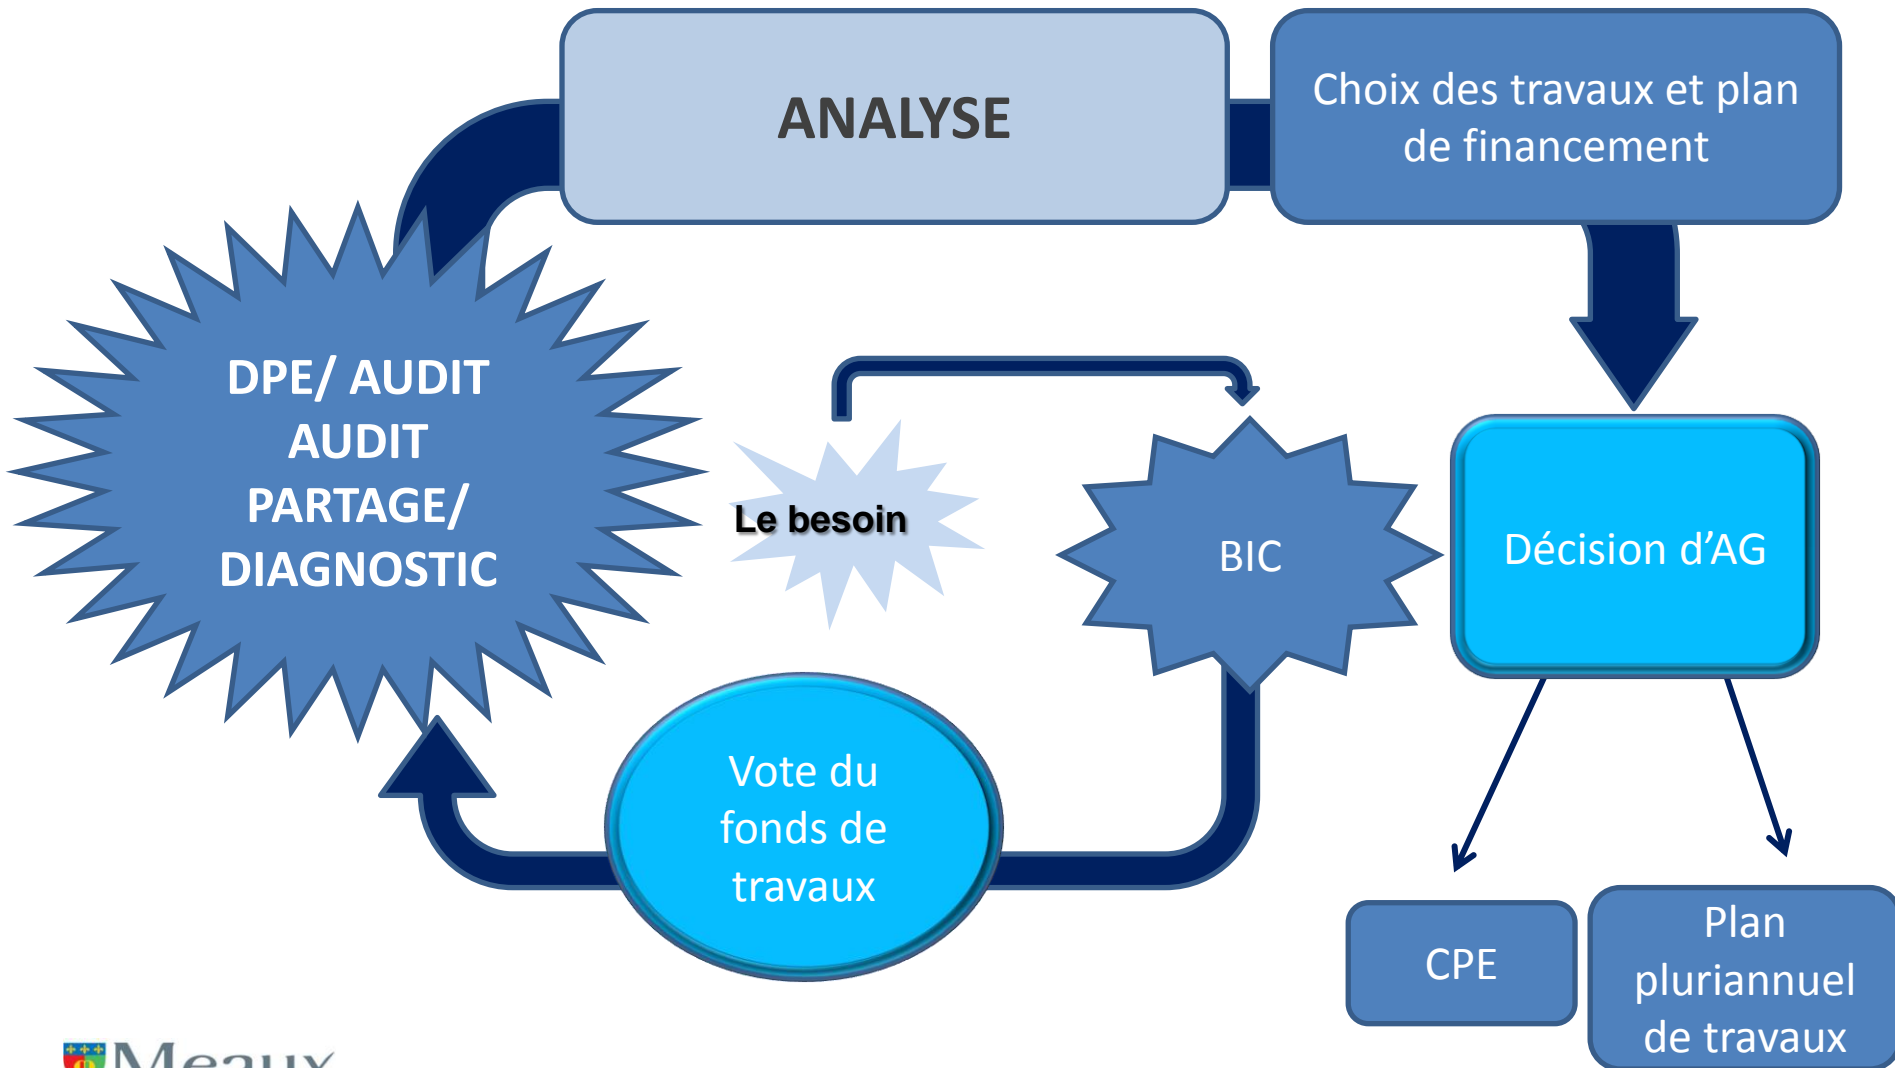 ANALYSE
Choix des travaux et plan
de financement
DPE/ AUDIT
AUDIT
PARTAGE/
DIAGNOSTIC
Le besoin
BIC
Décision d’AG
Vote du
fonds de
travaux
CPE
Plan
pluriannuel
de travaux
Meaux